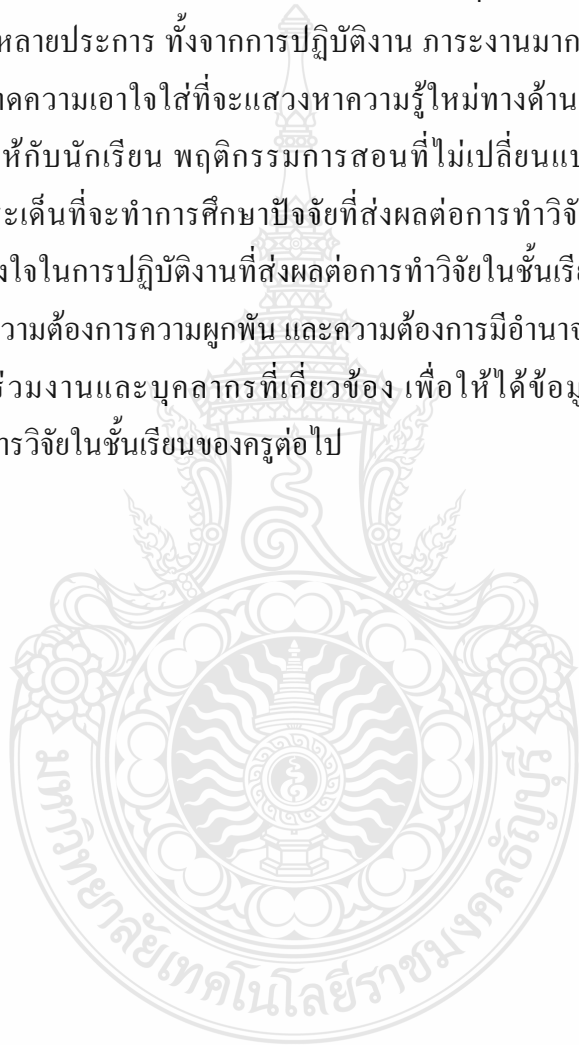 หลายประการ ทั้งจากการปฏิบัติงาน ภาระงานมาก
าดความเอาใจใส่ที่จะแสวงหาความรู้ใหม่ทางด้าน
ห้กับนักเรียน พฤติกรรมการสอนที่ไม่เปลี่ยนแป
ระเด็นที่จะทำการศึกษาปัจจัยที่ส่งผลต่อการทำวิจั
งใจในการปฏิบัติงานที่ส่งผลต่อการทำวิจัยในชั้นเรีย
วามต้องการความผูกพัน และความต้องการมีอำนาจ
ร่วมงานและบุคลากรที่เกี่ยวข้อง เพื่อให้ได้ข้อมู
ารวิจัยในชั้นเรียนของครูต่อไป
มหาวิทยาลัยเทคโนโลยีราชมงคลธัญบุรี